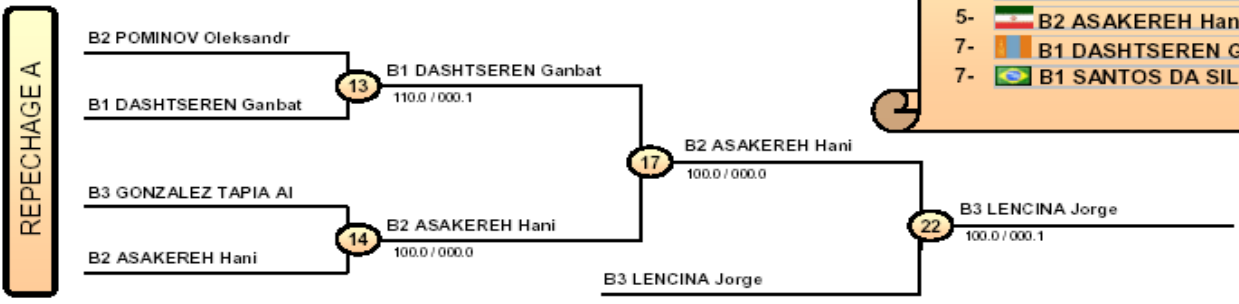 REPECHAGE A
5- B2 ASAKEREH Han
7- B1 DASHTSEREN G
7- B1 SANTOS DA SIL
B2 POMINOV Oleksandr
13
B1 DASHTSEREN Ganbat
110.0 / 000.1
B1 DASHTSEREN Ganbat
17
B2 ASAKEREH Hani
100.0 / 000.0
B3 GONZALEZ TAPIA Al
14
B2 ASAKEREH Hani
100.0 / 000.0
B2 ASAKEREH Hani
22
B3 LENCINA Jorge
100.0 / 000.1
B3 LENCINA Jorge